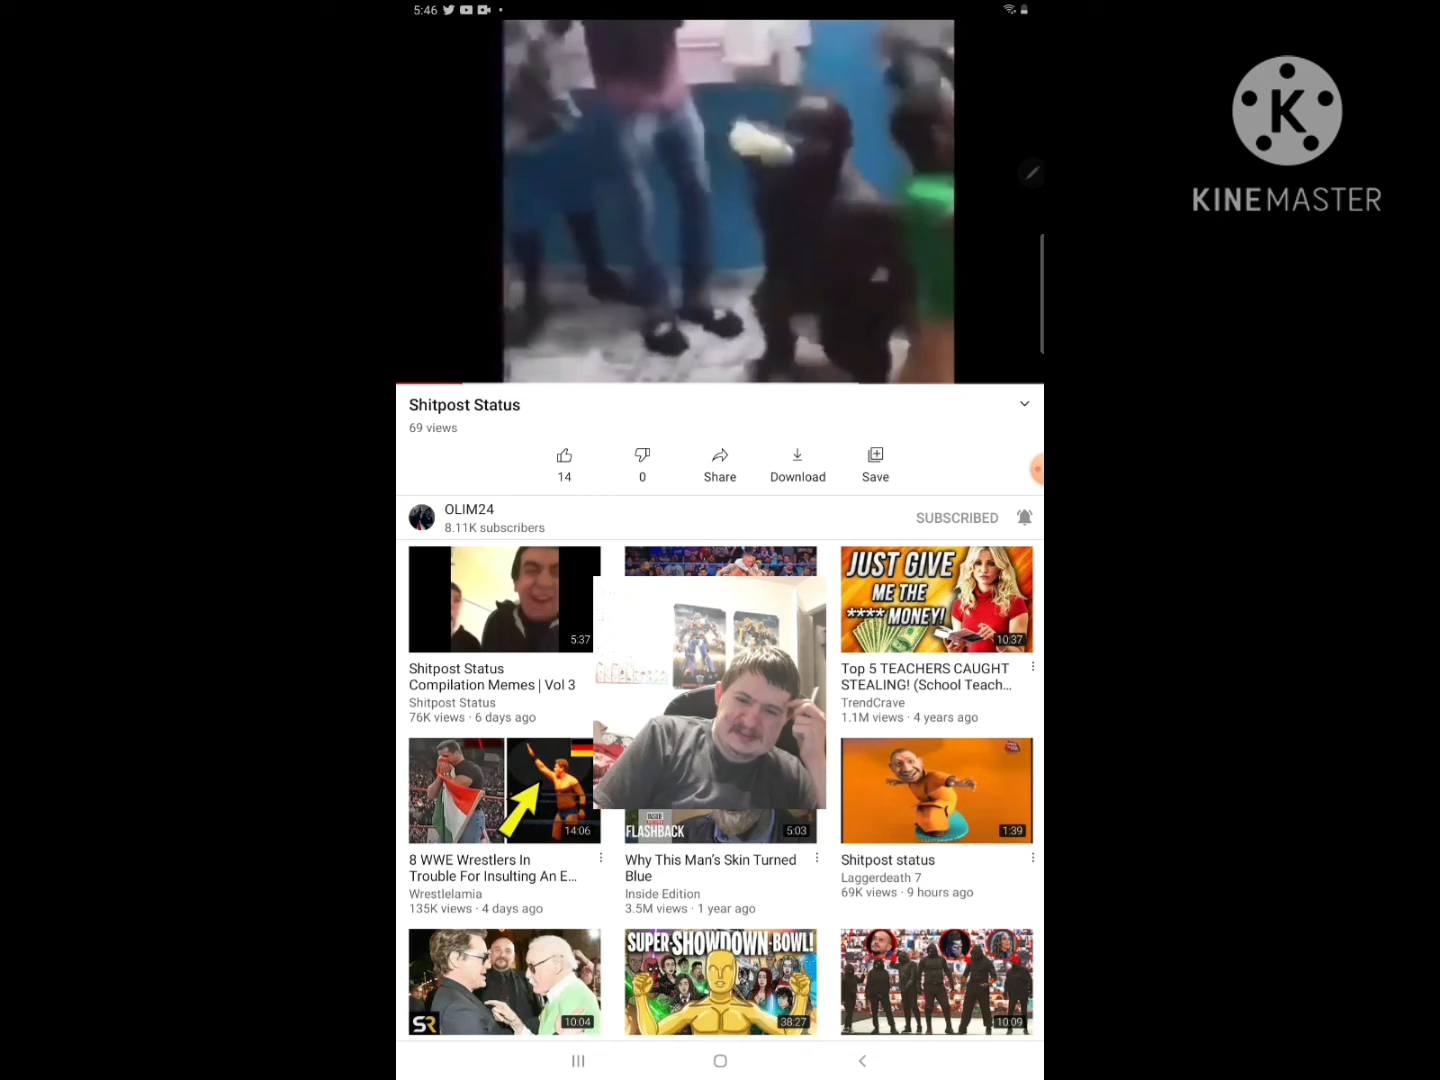 5:46
KINEMASTER
K
Shitpost Status
69 views
14
0
Share
Download
Save
OLIM24
8.11K subscribers
SUBSCRIBED
5:37
JUST GIVE
ME THE
**** MONEY!
10:37
Shitpost Status
Compilation Memes | Vol 3
Shitpost Status
76K views · 6 days ago
Top 5 TEACHERS CAUGHT
STEALING! (School Teach...
TrendCrave
1.1M views · 4 years ago
14:06
INSIDE
FLASHBACK
5:03
1:39
8 WWE Wrestlers In
Trouble For Insulting An E...
Wrestlelamia
135K views · 4 days ago
Why This Man's Skin Turned
Blue
Inside Edition
3.5M views · 1 year ago
Shitpost status
Laggerdeath 7
69K views · 9 hours ago
SR
10:04
SUPER SHOWDOWN BOWL!
38:27
10:09